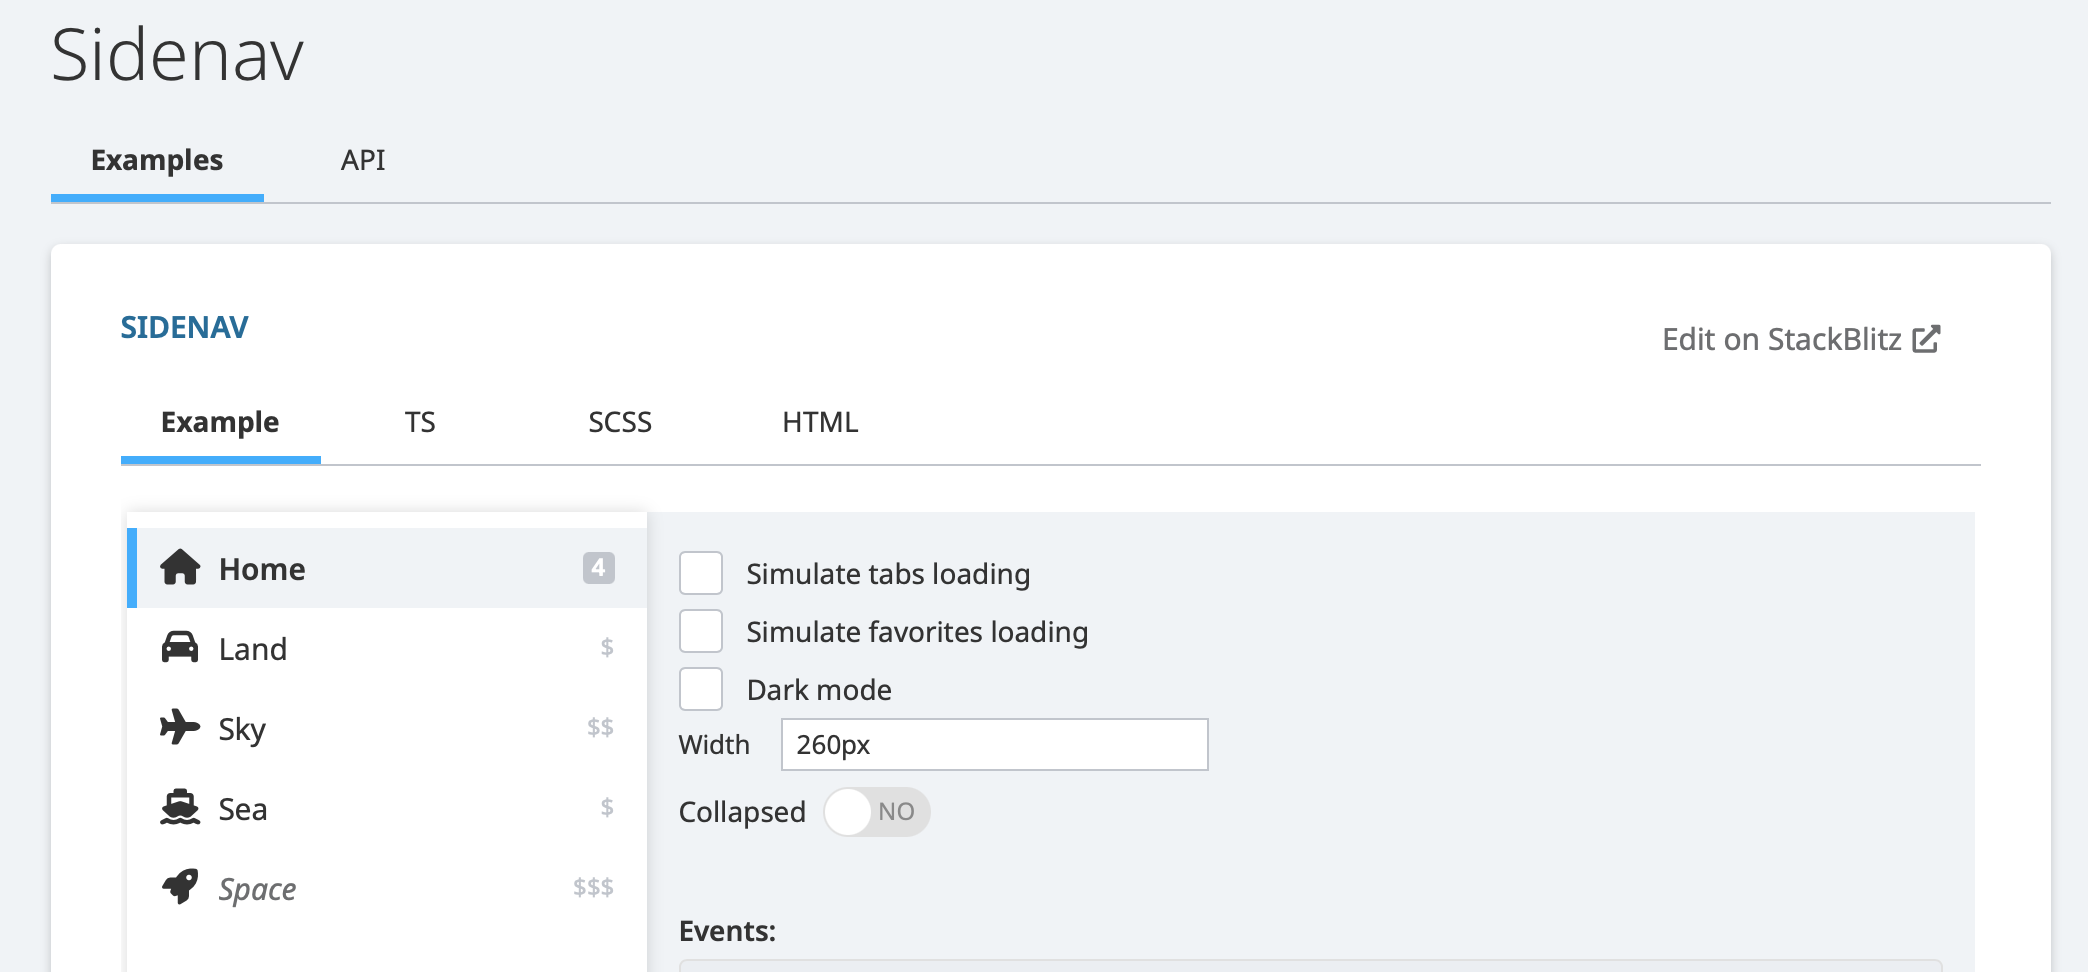 Sidenav
Examples API
SIDENAV
Edit on StackBlitz
Example TS SCSS HTML
Home 4
Land $
Sky $$
Sea $
Space $$$
Simulate tabs loading
Simulate favorites loading
Dark mode
Width 260px
Collapsed NO
Events: